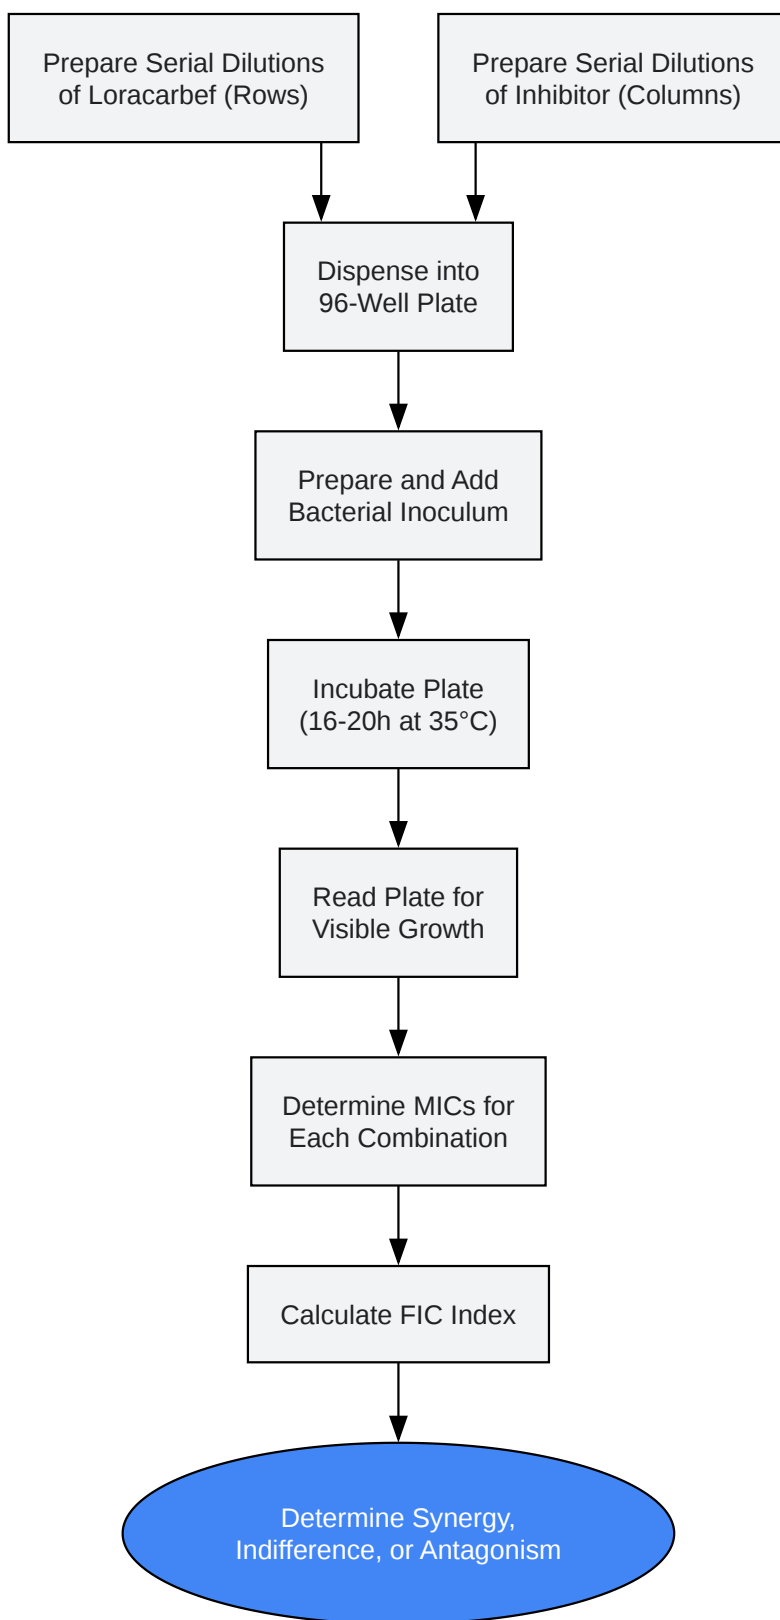 Prepare Serial Dilutions
of Loracarbef (Rows)
Prepare Serial Dilutions
of Inhibitor (Columns)
Dispense into
96-Well Plate
Prepare and Add
Bacterial Inoculum
Incubate Plate
(16-20h at 35°C)
Read Plate for
Visible Growth
Determine MICs for
Each Combination
Calculate FIC Index
Determine Synergy,
Indifference, or Antagonism